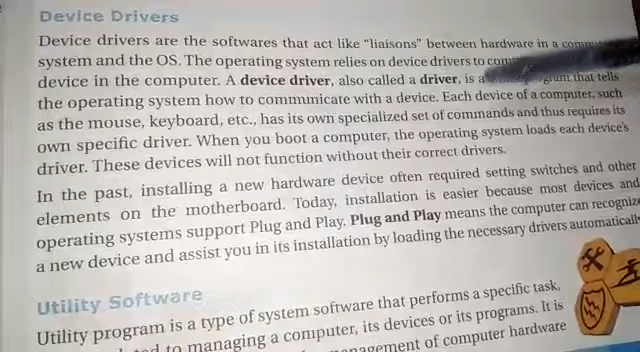 Device Drivers
Device drivers are the softwares that act like “liaisons” between hardware in a
system and the OS. The operating system relies on device drivers to
device in the computer. A device driver, also called a driver, is a that tells
the operating system how to communicate with a device. Each device of a computer, such
as the mouse, keyboard, etc., has its own specialized set of commands and thus requires its
own specific driver. When you boot a computer, the operating system loads each device's
driver. These devices will not function without their correct drivers.
In the past, installing a new hardware device often required setting switches and other
elements on the motherboard. Today, installation is easier because most devices and
operating systems support Plug and Play. Plug and Play means the computer can recognize
a new device and assist you in its installation by loading the necessary drivers automatically
Utility Software
Utility program is a type of system software that performs a specific task,
to managing a computer, its devices or its programs. It is
of computer hardware